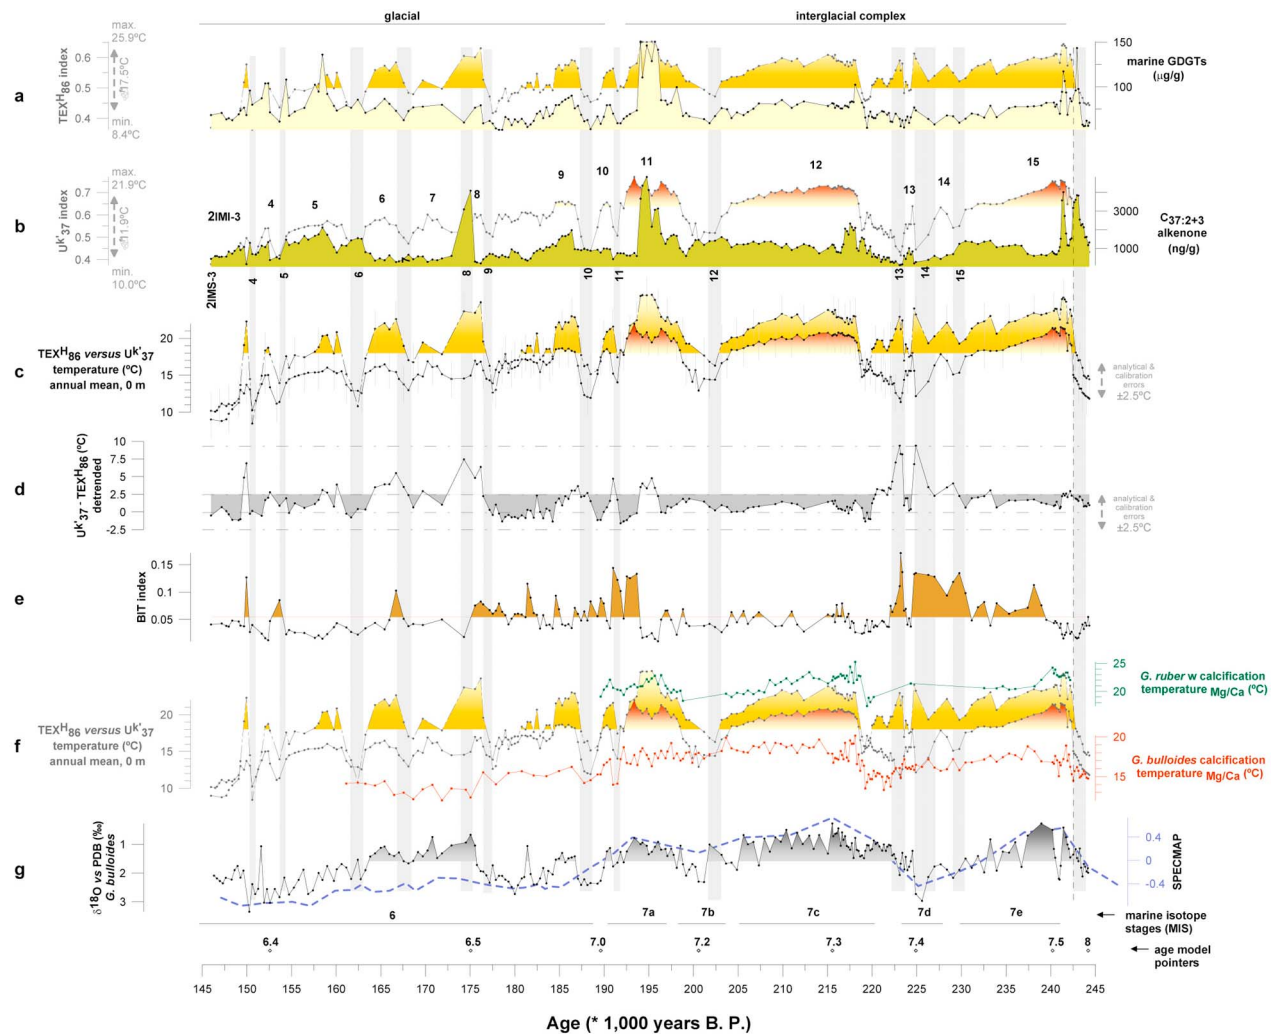 glacial
interglacial complex
max.
25.9ºC
0.6
0.5
0.4
TEXᴴ₈₆ index
17.5ºC
min.
8.4ºC
a
150
100
marine GDGTs
(µg/g)
b
max.
21.9ºC
0.7
0.6
0.5
0.4
Uᵏ'₃₇ index
11.9ºC
min.
10.0ºC
2IMI-3
4
5
6
7
8
9
10
11
12
13
14
15
3000
1000
C37:2+3
alkenone
(ng/g)
2IMS-3
4
5
6
8
9
10
11
12
13
14
15
c
TEXᴴ₈₆ versus Uᵏ'₃₇
temperature (ºC)
annual mean, 0 m
20
15
10
analytical &
calibration
errors
±2.5ºC
d
Uᵏ'₃₇ - TEXᴴ₈₆ (ºC)
detrended
10
7.5
5
2.5
0
-2.5
analytical &
calibration
errors
±2.5ºC
e
BIT index
0.15
0.1
0.05
f
TEXᴴ₈₆ versus Uᵏ'₃₇
temperature (ºC)
annual mean, 0 m
20
15
10
25
20
G. ruber w calcification
temperature Mg/Ca (ºC)
20
15
G. bulloides calcification
temperature Mg/Ca (ºC)
g
δ¹⁸O vs PDB (‰)
G. bulloides
1
2
3
0.4
0
-0.4
SPECMAP
6
7a
7b
7c
7d
7e
marine isotope
stages (MIS)
6.4
6.5
7.0
7.2
7.3
7.4
7.5
8
age model
pointers
145 150 155 160 165 170 175 180 185 190 195 200 205 210 215 220 225 230 235 240 245
Age (* 1,000 years B. P.)